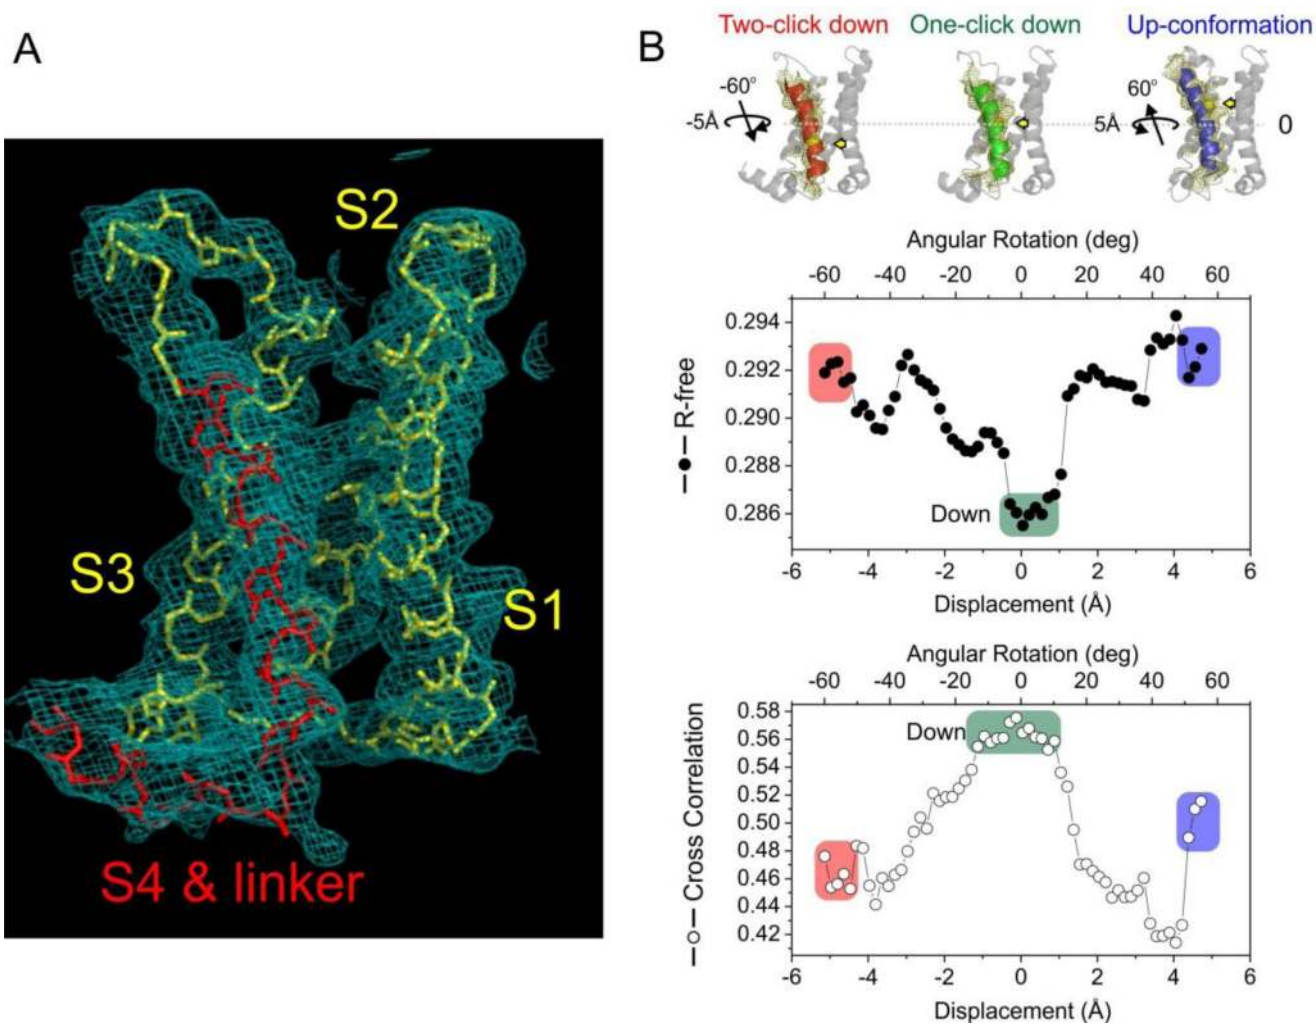 A
S2
S3
S1
S4 & linker
B
Two-click down One-click down Up-conformation
-60°
-5Å
60°
5Å
0
Angular Rotation (deg)
-60 -40 -20 0 20 40 60
0.294
0.292
0.290
0.288
0.286
R-free
Down
-6 -4 -2 0 2 4 6
Displacement (Å)
Angular Rotation (deg)
-60 -40 -20 0 20 40 60
0.58
0.56
0.54
0.52
0.50
0.48
0.46
0.44
0.42
Cross Correlation
Down
-6 -4 -2 0 2 4 6
Displacement (Å)